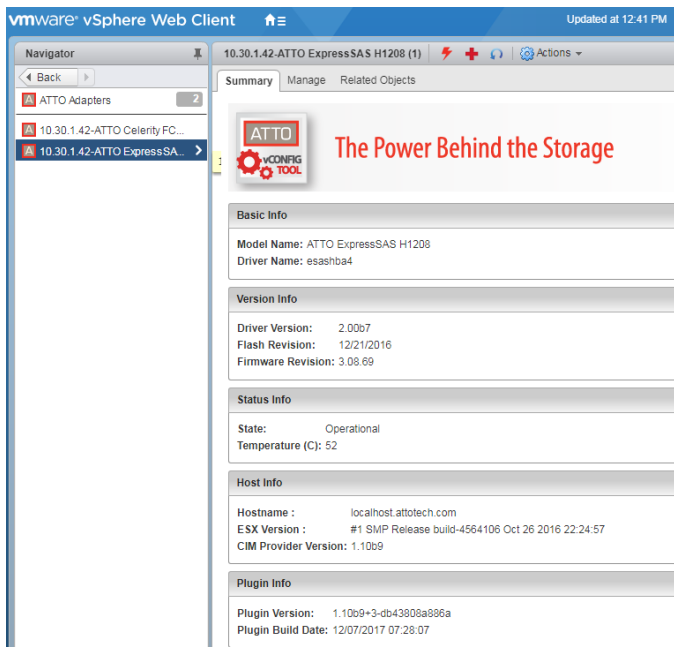 vmware® vSphere Web Client
Updated at 12:41 PM
Navigator
Back
ATTO Adapters 2
10.30.1.42-ATTO Celerity FC...
10.30.1.42-ATTO ExpressSA...
10.30.1.42-ATTO ExpressSAS H1208 (1) Actions
Summary Manage Related Objects
ATTO
vCONFIG
TOOL
The Power Behind the Storage
Basic Info
Model Name: ATTO ExpressSAS H1208
Driver Name: esashba4
Version Info
Driver Version: 2.00b7
Flash Revision: 12/21/2016
Firmware Revision: 3.08.69
Status Info
State: Operational
Temperature (C): 52
Host Info
Hostname : localhost.attotech.com
ESX Version : #1 SMP Release build-4564106 Oct 26 2016 22:24:57
CIM Provider Version: 1.10b9
Plugin Info
Plugin Version: 1.10b9+3-db43808a886a
Plugin Build Date: 12/07/2017 07:28:07